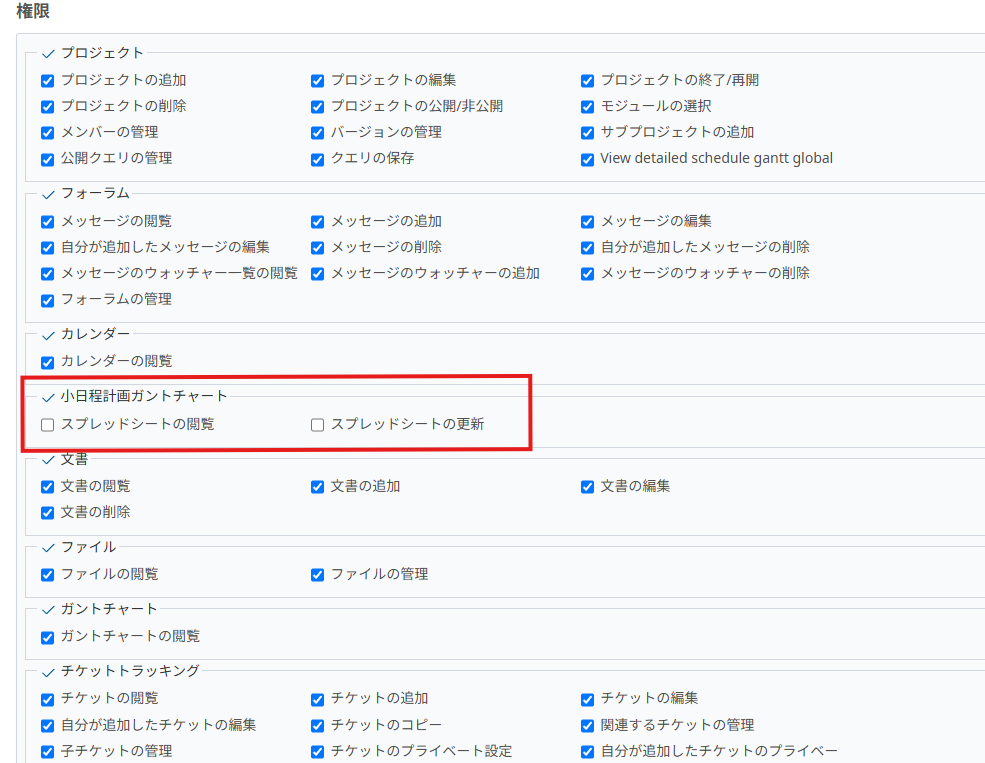 権限
プロジェクト
プロジェクトの追加 プロジェクトの編集 プロジェクトの終了/再開
プロジェクトの削除 プロジェクトの公開/非公開 モジュールの選択
メンバーの管理 バージョンの管理 サブプロジェクトの追加
公開クエリの管理 クエリの保存 View detailed schedule gantt global
フォーラム
メッセージの閲覧 メッセージの追加 メッセージの編集
自分が追加したメッセージの編集 メッセージの削除 自分が追加したメッセージの削除
メッセージのウォッチャー一覧の閲覧 メッセージのウォッチャーの追加 メッセージのウォッチャーの削除
フォーラムの管理
カレンダー
カレンダーの閲覧
小日程計画ガントチャート
スプレッドシートの閲覧 スプレッドシートの更新
文書
文書の閲覧 文書の追加 文書の編集
文書の削除
ファイル
ファイルの閲覧 ファイルの管理
ガントチャート
ガントチャートの閲覧
チケットトラッキング
チケットの閲覧 チケットの追加 チケットの編集
自分が追加したチケットの編集 チケットのコピー 関連するチケットの管理
子チケットの管理 チケットのプライベート設定 自分が追加したチケットのプライベー